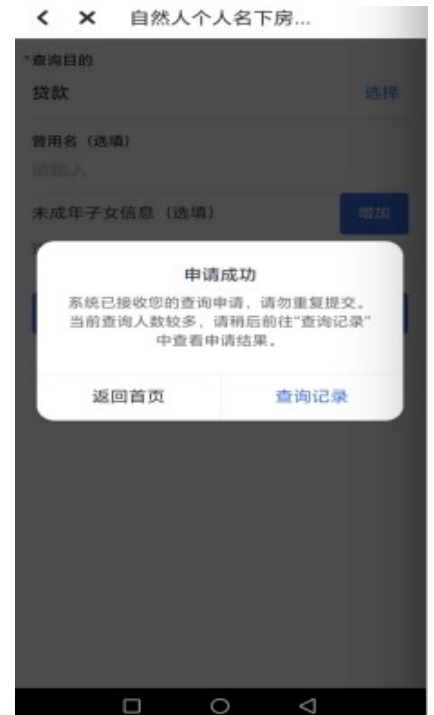 自然人个人名下房...
*查询目的
贷款 选择
曾用名（选填）
请输入
未成年子女信息（选填） 增加
申请成功
系统已接收您的查询申请，请勿重复提交。
当前查询人数较多，请稍后前往“查询记录”
中查看申请结果。
返回首页 查询记录